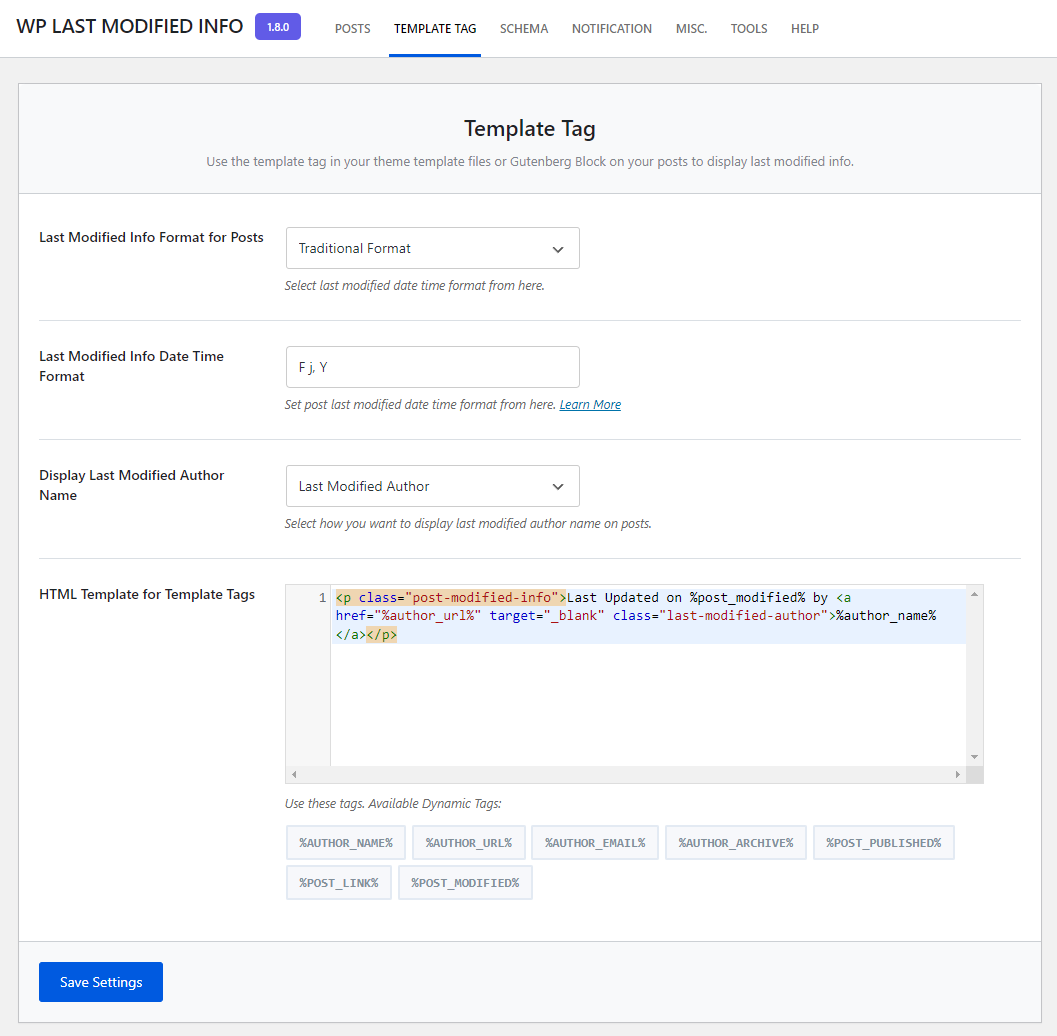 WP LAST MODIFIED INFO 1.8.0 POSTS TEMPLATE TAG SCHEMA NOTIFICATION MISC. TOOLS HELP
Template Tag
Use the template tag in your theme template files or Gutenberg Block on your posts to display last modified info.
Last Modified Info Format for Posts
Traditional Format
Select last modified date time format from here.
Last Modified Info Date Time
Format
F j, Y
Set post last modified date time format from here. Learn More
Display Last Modified Author
Name
Last Modified Author
Select how you want to display last modified author name on posts.
HTML Template for Template Tags
1 <p class="post-modified-info">Last Updated on %post_modified% by <a
href="%author_url%" target="_blank" class="last-modified-author">%author_name%
</a></p>
Use these tags. Available Dynamic Tags:
%AUTHOR_NAME% %AUTHOR_URL% %AUTHOR_EMAIL% %AUTHOR_ARCHIVE% %POST_PUBLISHED%
%POST_LINK% %POST_MODIFIED%
Save Settings